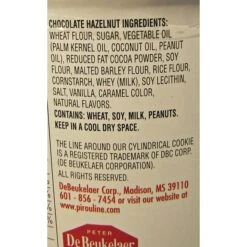 CHOCOLATE HAZELNUT INGREDIENTS:
WHEAT FLOUR, SUGAR, VEGETABLE OIL
(PALM KERNEL OIL, COCONUT OIL, PEANUT
OIL), REDUCED FAT COCOA POWDER, SOY
FLOUR, MALTED BARLEY FLOUR, RICE FLOUR,
CORNSTARCH, WHEY (MILK), SOY LECITHIN,
SALT, VANILLA, CARAMEL COLOR,
NATURAL FLAVORS.
CONTAINS: WHEAT, SOY, MILK, PEANUTS.
KEEP IN A COOL DRY SPACE.
THE LINE AROUND OUR CYLINDRICAL COOKIE
IS A REGISTERED TRADEMARK OF DBC CORP.
(DE BEUKELAER CORPORATION).
ALL RIGHTS RESERVED.
DeBeukelaer Corp., Madison, MS 39110
601 - 856 - 7454 or visit us at:
www.pirouline.com
PETER
DeBeukelaer